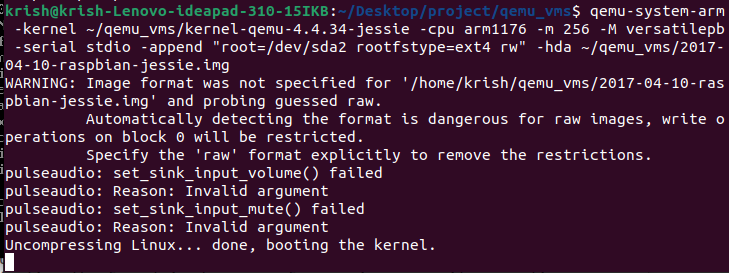 krish@krish-Lenovo-ideapad-310-15IKB:~/Desktop/project/qemu_vms$ qemu-system-arm
-kernel ~/qemu_vms/kernel-qemu-4.4.34-jessie -cpu arm1176 -m 256 -M versatilepb
-serial stdio -append "root=/dev/sda2 rootfstype=ext4 rw" -hda ~/qemu_vms/2017-
04-10-raspbian-jessie.img
WARNING: Image format was not specified for '/home/krish/qemu_vms/2017-04-10-ras
pbian-jessie.img' and probing guessed raw.
Automatically detecting the format is dangerous for raw images, write o
perations on block 0 will be restricted.
Specify the 'raw' format explicitly to remove the restrictions.
pulseaudio: set_sink_input_volume() failed
pulseaudio: Reason: Invalid argument
pulseaudio: set_sink_input_mute() failed
pulseaudio: Reason: Invalid argument
Uncompressing Linux... done, booting the kernel.